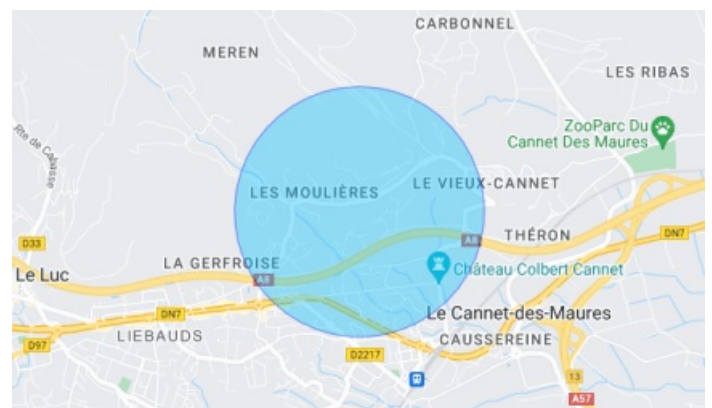 CARBONNEL
MEREN
LES RIBAS
ZooParc Du
Cannet Des Maures
Rte de Cabasse
LES MOULIÈRES
LE VIEUX-CANNET
D33
A8
THÉRON
DN7
LA GERFROISE
Le Luc
A8
Château Colbert Cannet
DN7
Le Cannet-des-Maures
LIEBAUDS
CAUSSEREINE
D97
D2217
13
A57